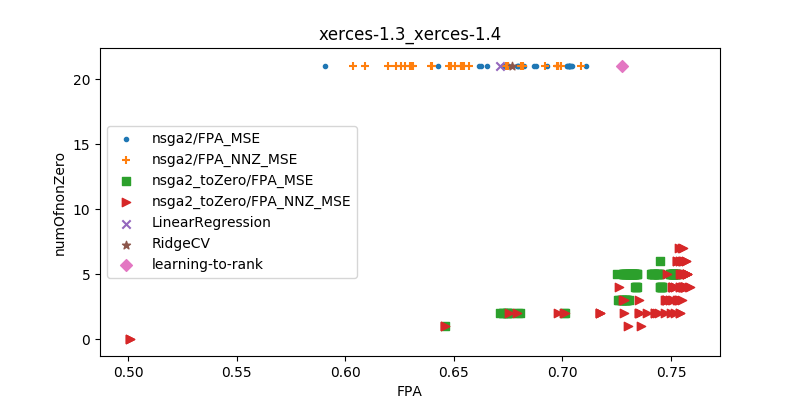 xerces-1.3_xerces-1.4
numOfnonZero
20
15
10
5
0
nsga2/FPA_MSE
nsga2/FPA_NNZ_MSE
nsga2_toZero/FPA_MSE
nsga2_toZero/FPA_NNZ_MSE
LinearRegression
RidgeCV
learning-to-rank
0.50 0.55 0.60 0.65 0.70 0.75
FPA